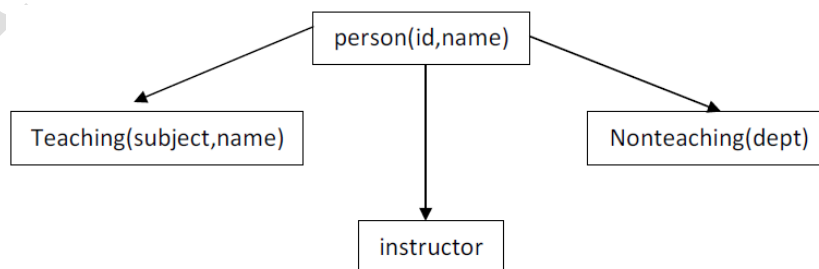 person(id,name)
Teaching(subject,name)
Nonteaching(dept)
instructor